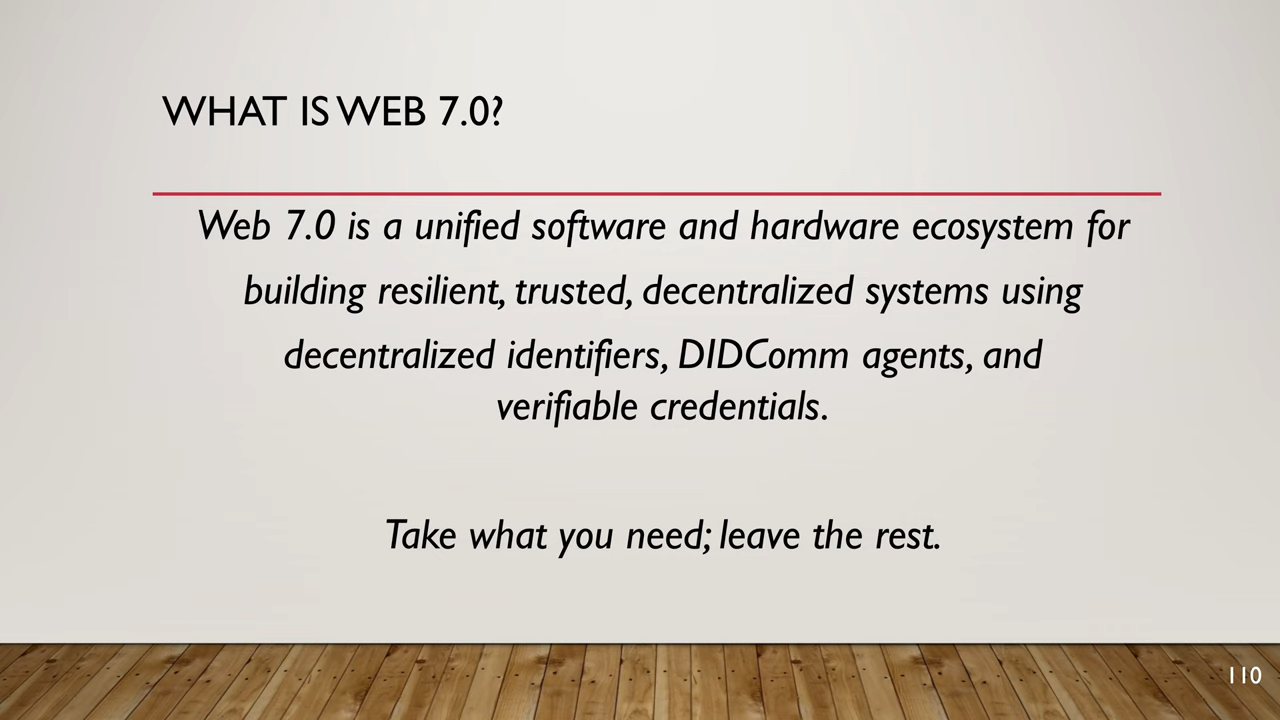 WHAT IS WEB 7.0?
Web 7.0 is a unified software and hardware ecosystem for
building resilient, trusted, decentralized systems using
decentralized identifiers, DIDComm agents, and
verifiable credentials.
Take what you need; leave the rest.
110